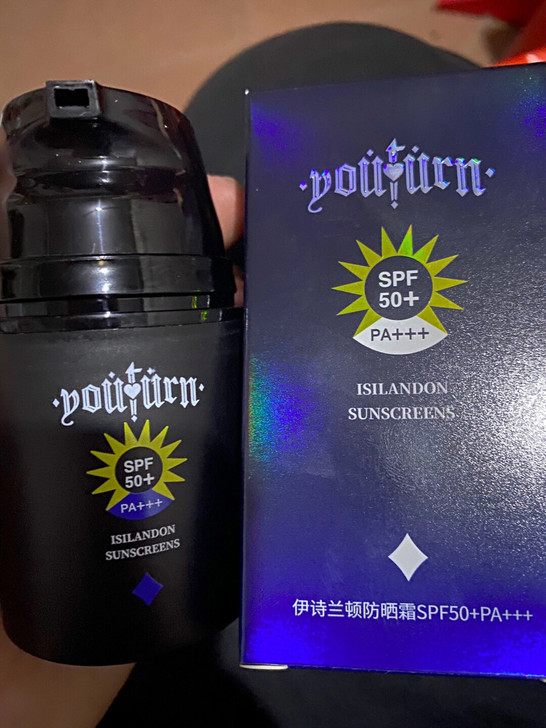 ·youturn·
SPF
50+
PA+++
ISILANDON
SUNSCREENS
·youturn·
SPF
50+
PA+++
ISILANDON
SUNSCREENS
伊诗兰顿防晒霜SPF50+PA+++